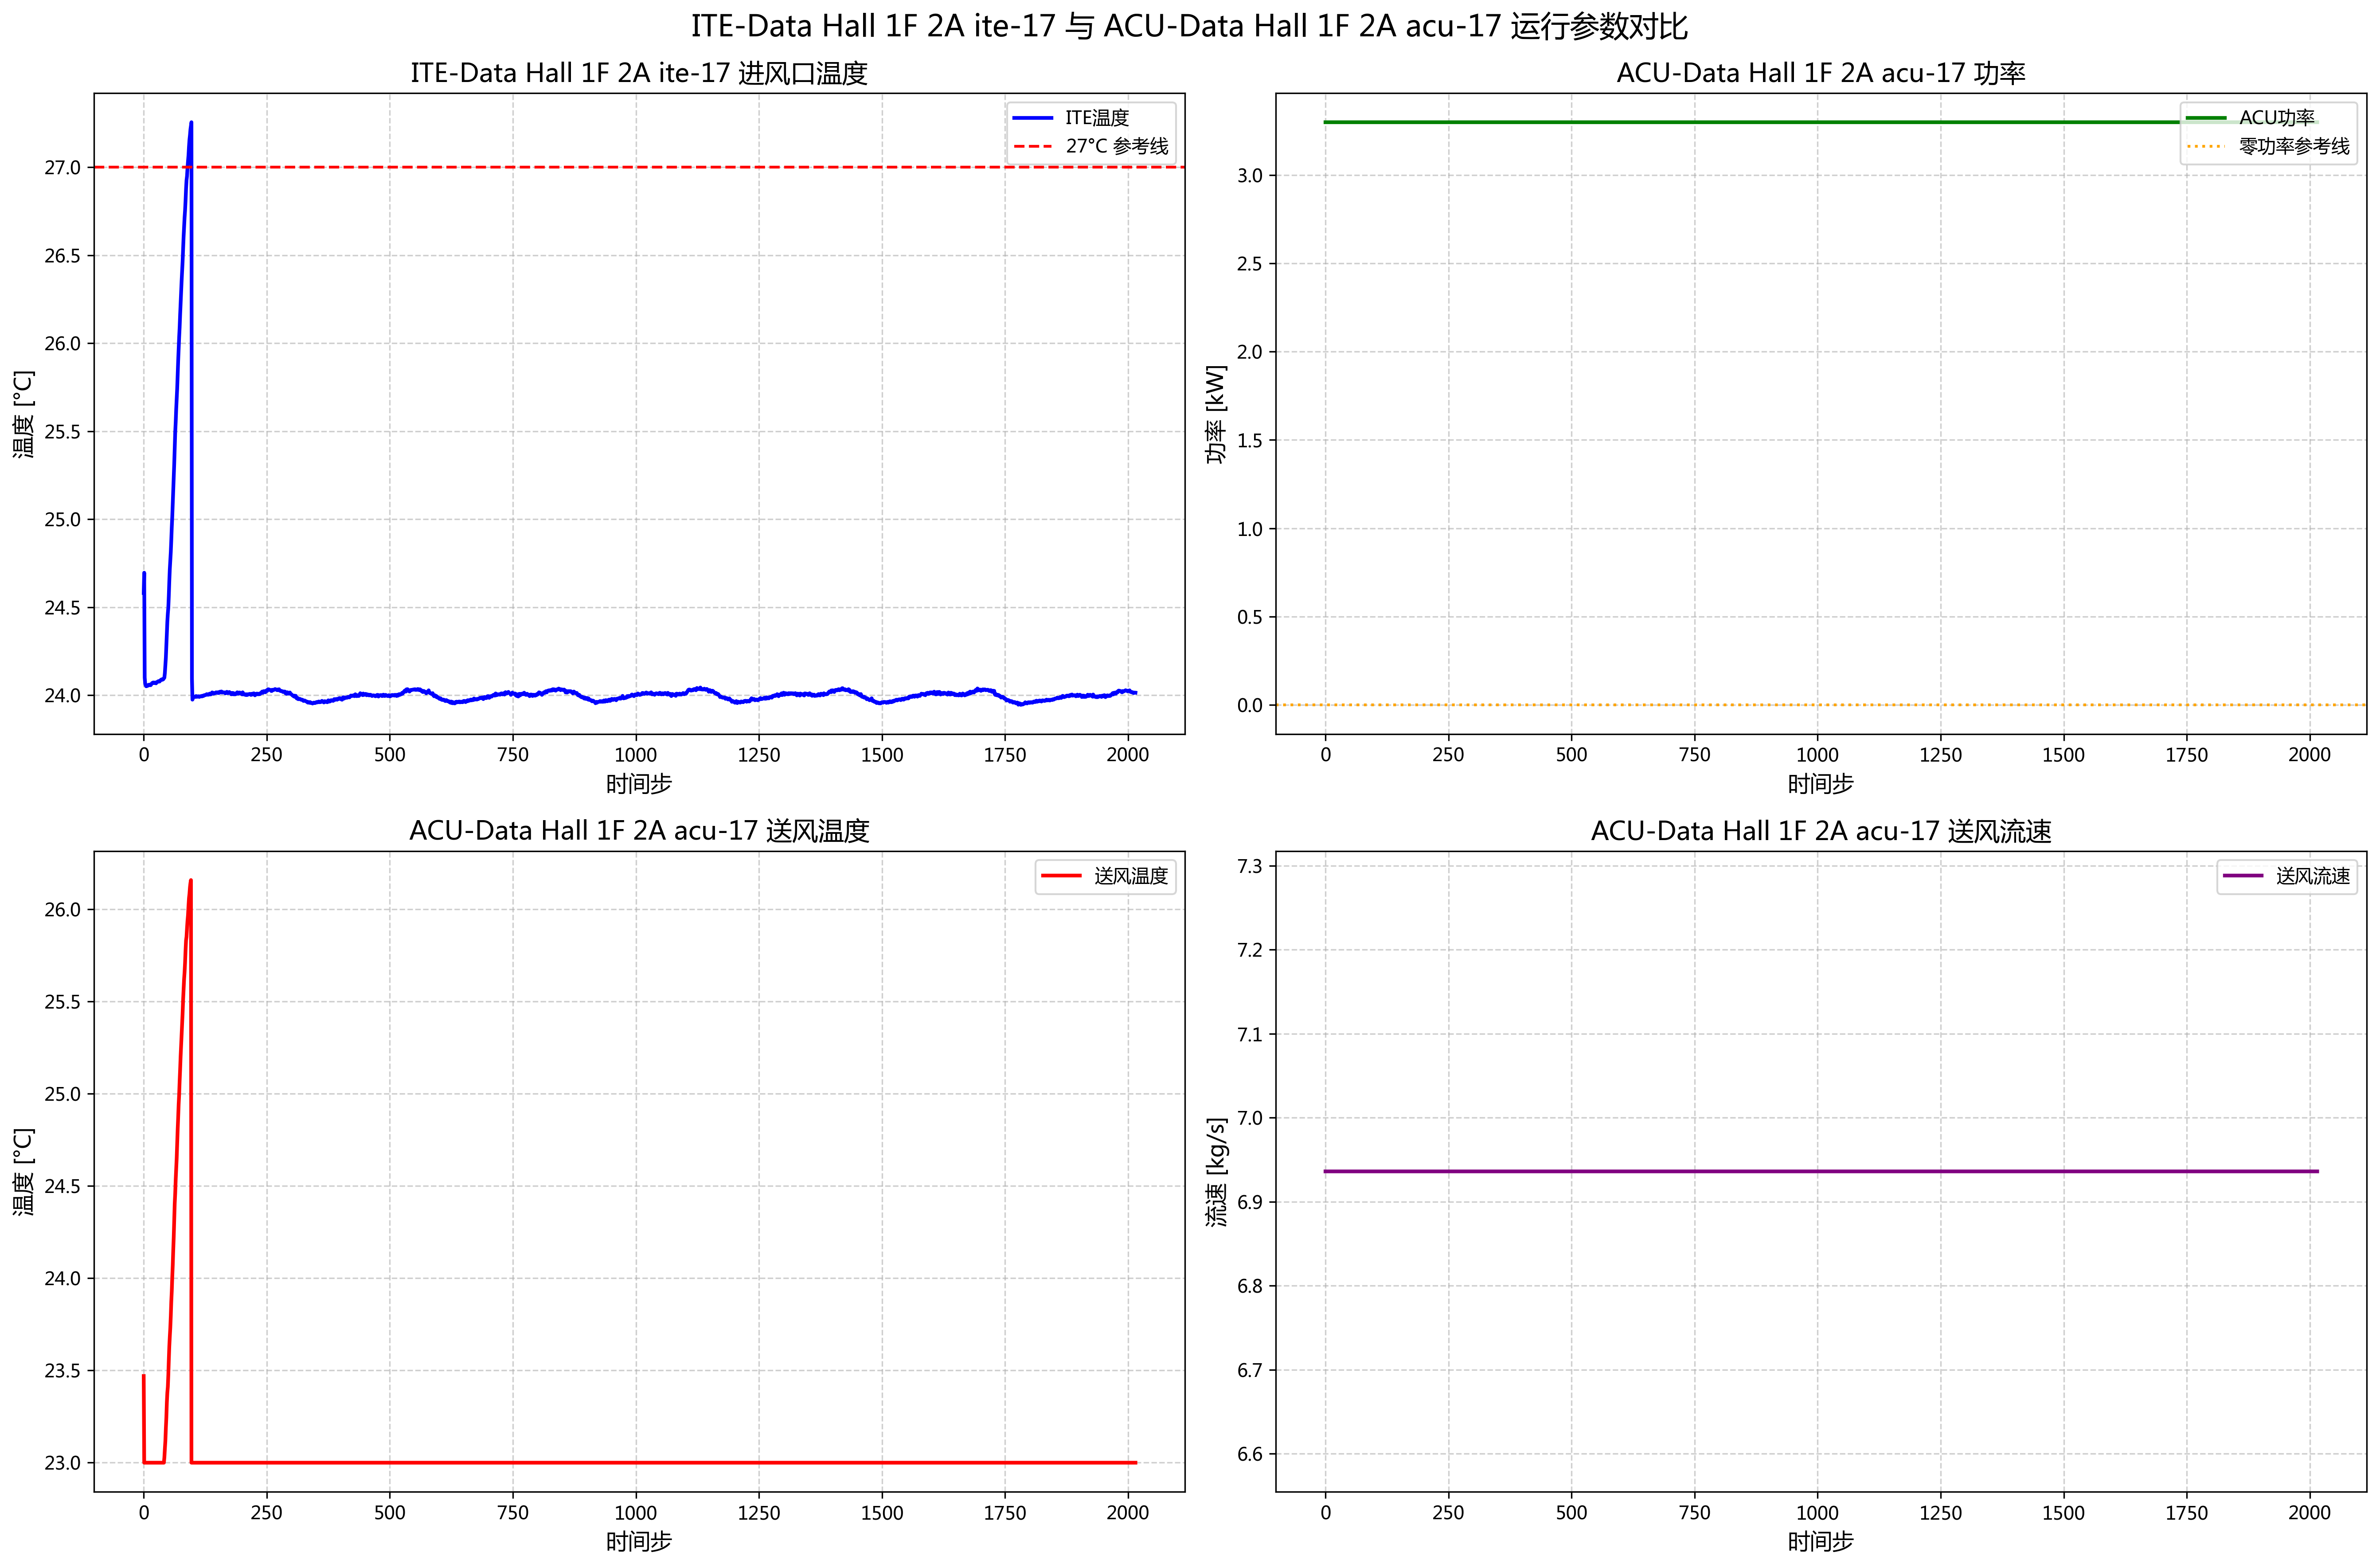 ITE-Data Hall 1F 2A ite-17 与 ACU-Data Hall 1F 2A acu-17 运行参数对比
ITE-Data Hall 1F 2A ite-17 进风口温度
ITE温度
27°C 参考线
温度 [°C]
27.0
26.5
26.0
25.5
25.0
24.5
24.0
0 250 500 750 1000 1250 1500 1750 2000
时间步
ACU-Data Hall 1F 2A acu-17 功率
ACU功率
零功率参考线
功率 [kW]
3.0
2.5
2.0
1.5
1.0
0.5
0.0
0 250 500 750 1000 1250 1500 1750 2000
时间步
ACU-Data Hall 1F 2A acu-17 送风温度
送风温度
温度 [°C]
26.0
25.5
25.0
24.5
24.0
23.5
23.0
0 250 500 750 1000 1250 1500 1750 2000
时间步
ACU-Data Hall 1F 2A acu-17 送风流速
送风流速
流速 [kg/s]
7.3
7.2
7.1
7.0
6.9
6.8
6.7
6.6
0 250 500 750 1000 1250 1500 1750 2000
时间步